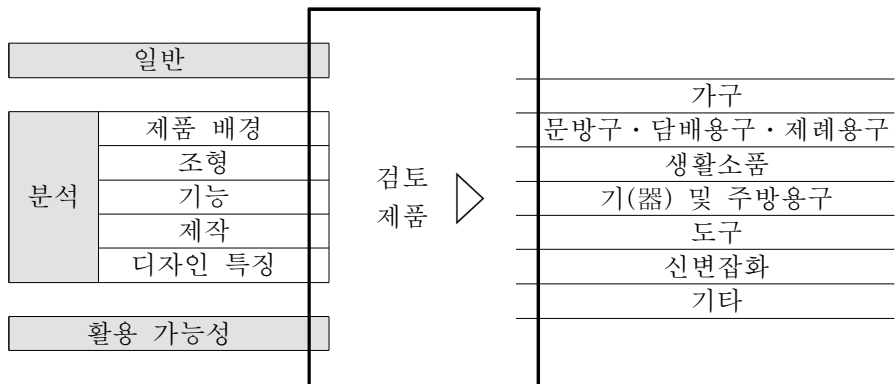 일반
분석
제품 배경
조형
기능
제작
디자인 특징
활용 가능성
검토
제품
가구
문방구·담배용구·제례용구
생활소품
기(器) 및 주방용구
도구
신변잡화
기타